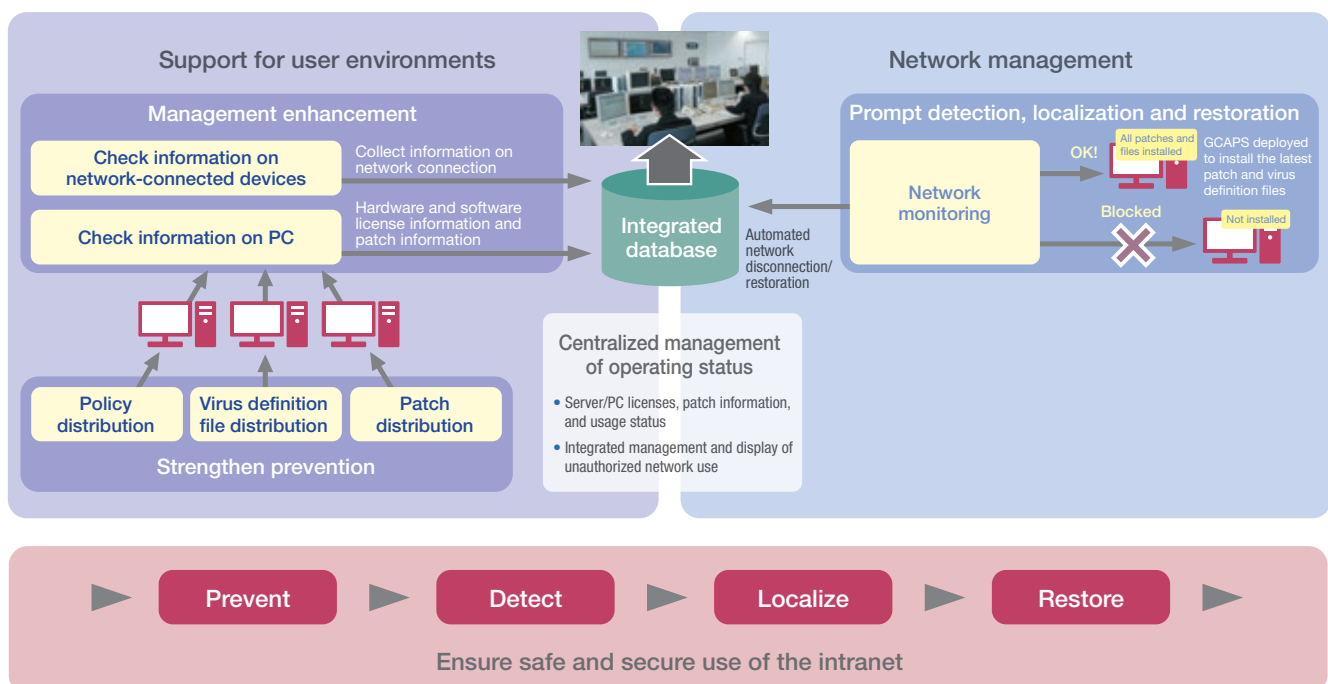 Support for user environments
Management enhancement
Check information on
network-connected devices
Collect information on
network connection
Check information on PC
Hardware and software
license information and
patch information
Policy
distribution
Virus definition
file distribution
Patch
distribution
Strengthen prevention
Integrated
database
Automated
network
disconnection/
restoration
Centralized management
of operating status
• Server/PC licenses, patch information,
and usage status
• Integrated management and display of
unauthorized network use
Network management
Prompt detection, localization and restoration
Network
monitoring
OK!
All patches and
files installed
GCAPS deployed
to install the latest
patch and virus
definition files
Blocked
Not installed
Prevent
Detect
Localize
Restore
Ensure safe and secure use of the intranet